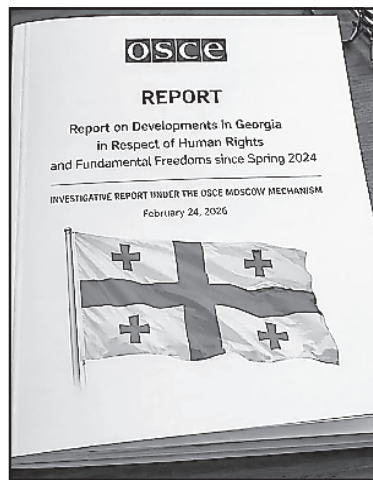 OSCE
REPORT
Report on Developments in Georgia
in Respect of Human Rights
and Fundamental Freedoms since Spring 2024
INVESTIGATIVE REPORT UNDER THE OSCE MOSCOW MECHANISM
February 24, 2026